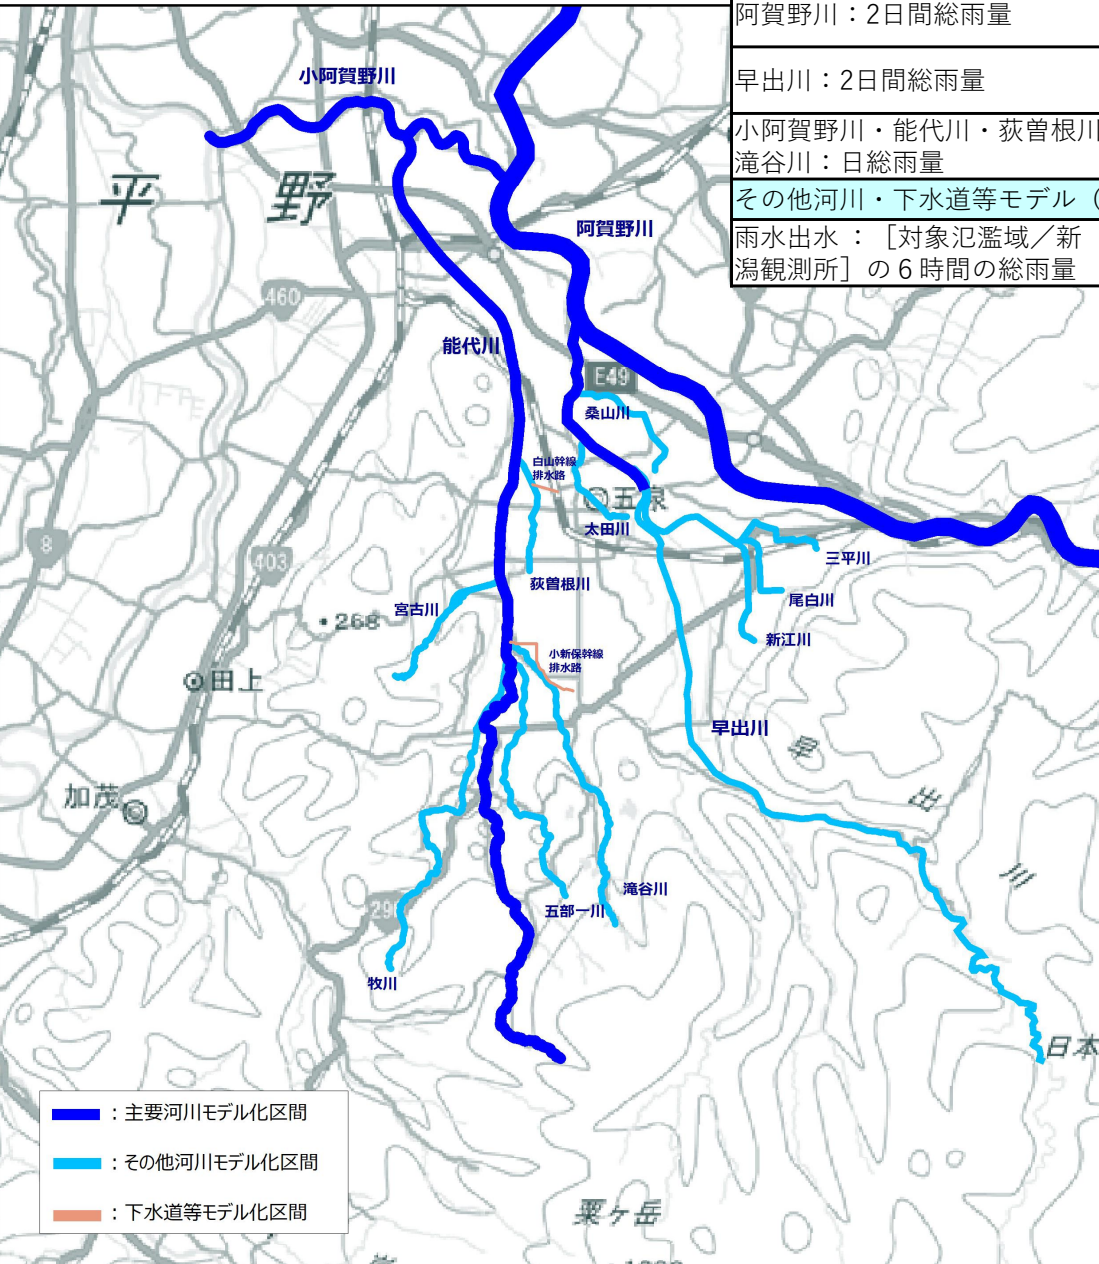 阿賀野川：2日間総雨量
早出川：2日間総雨量
小阿賀野川・能代川・荻曽根川
滝谷川：日総雨量
その他河川・下水道等モデル（
雨水出水：［対象氾濫域／新
潟観測所］の６時間の総雨量
小阿賀野川
平野
阿賀野川
460
能代川
E49
桑山川
白山幹線
排水路
五泉
太田川
8
403
三平川
荻曽根川
尾白川
宮古川
268
新江川
小新保幹線
排水路
田上
早出川
早出川
加茂
滝谷川
五部一川
牧川
日本
：主要河川モデル化区間
：その他河川モデル化区間
：下水道等モデル化区間
粟ヶ岳